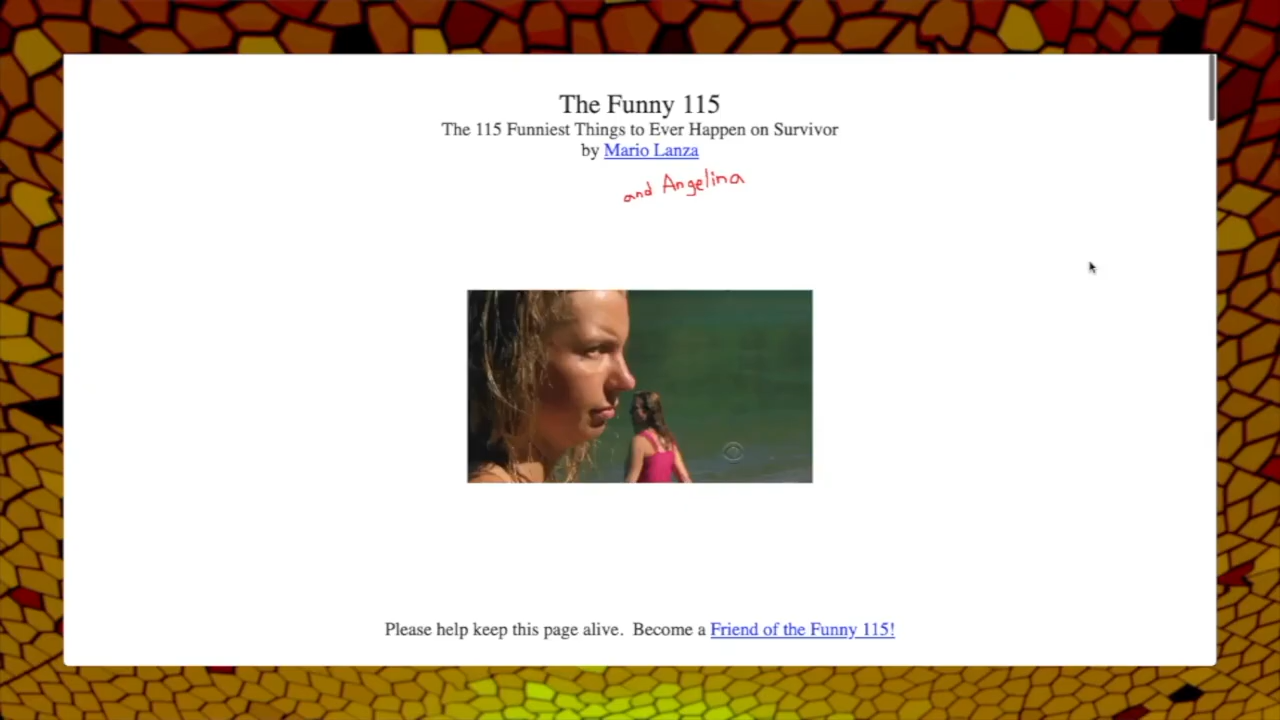 The Funny 115
The 115 Funniest Things to Ever Happen on Survivor
by Mario Lanza
and Angelina
Please help keep this page alive. Become a Friend of the Funny 115!